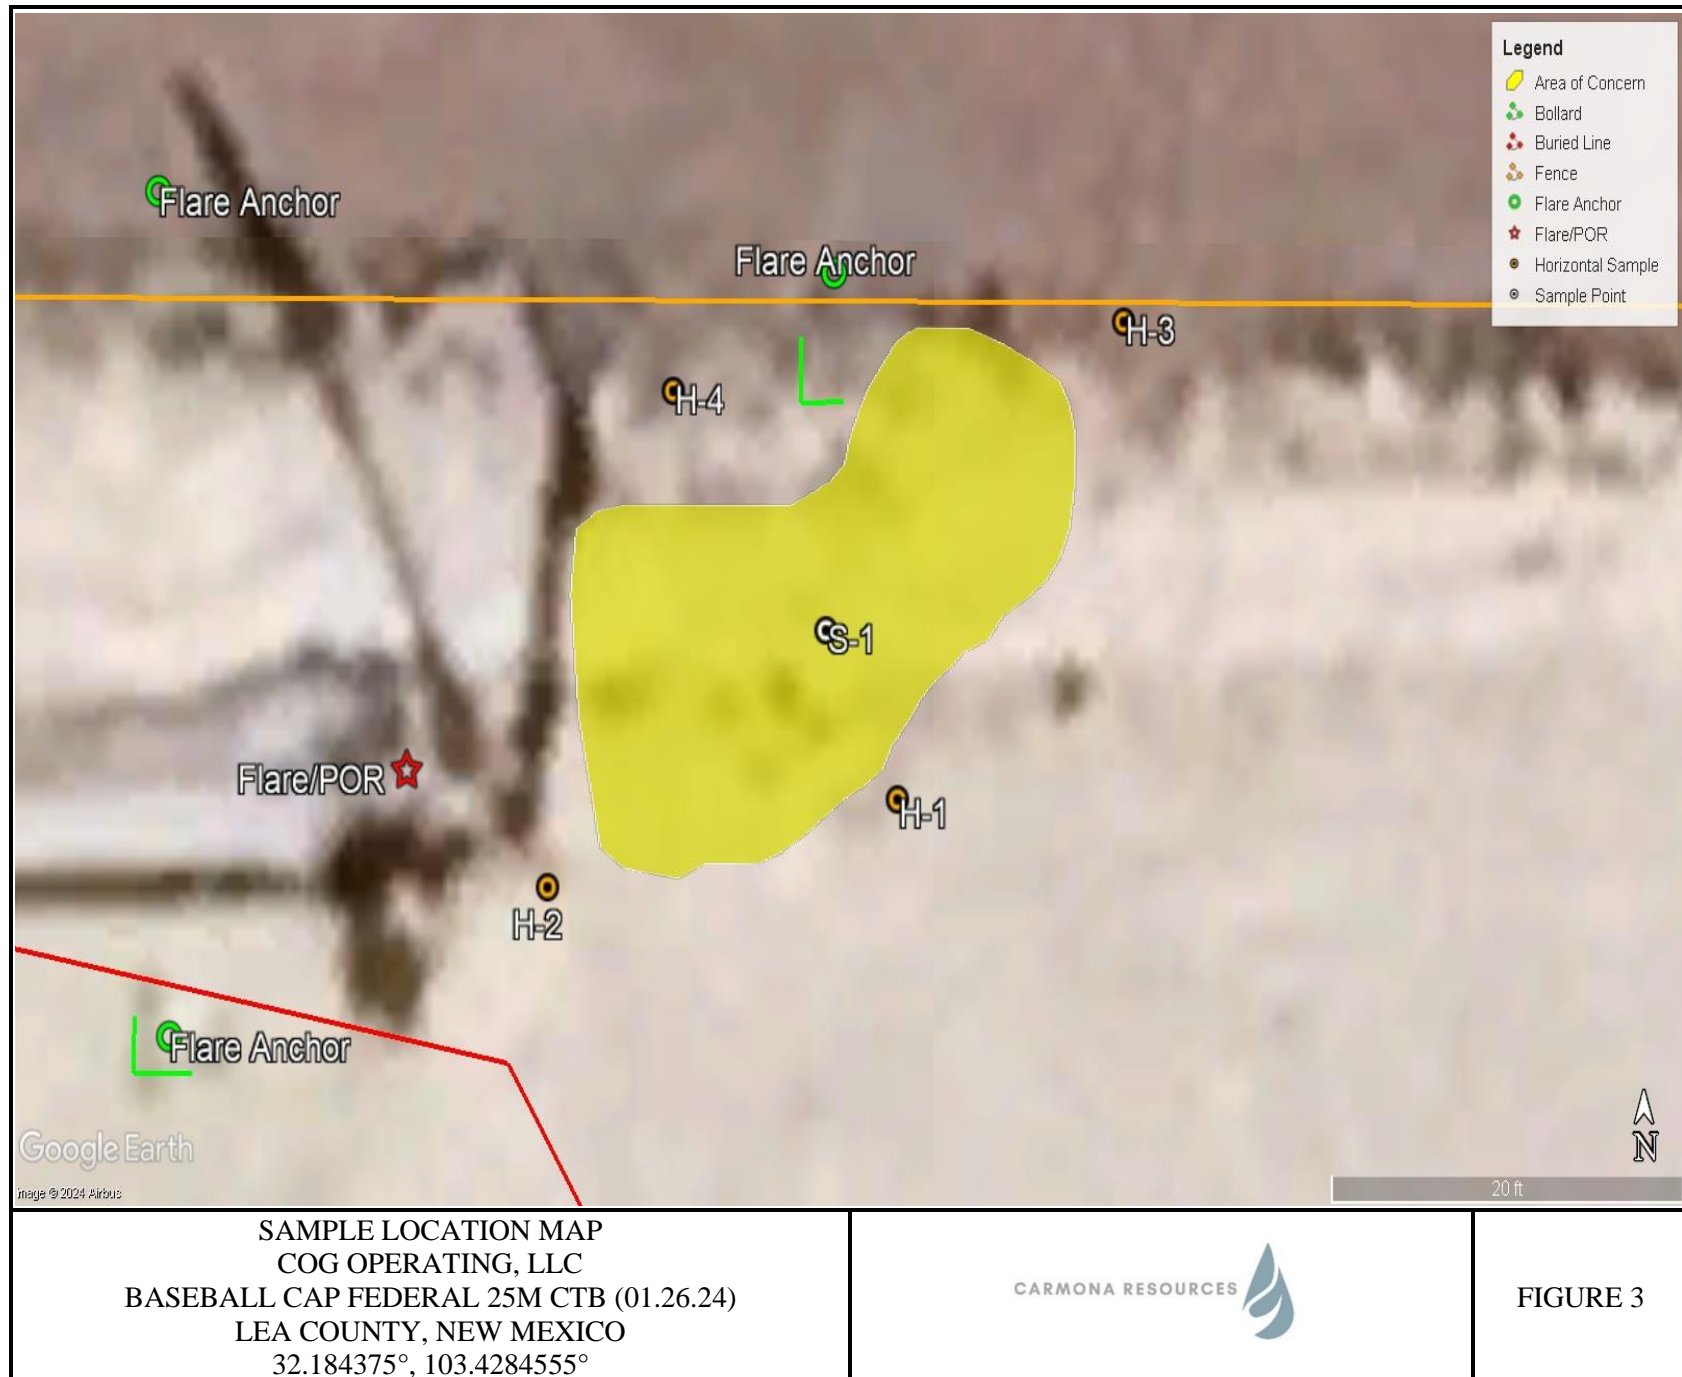 Legend
Area of Concern
Bollard
Buried Line
Fence
Flare Anchor
Flare/POR
Horizontal Sample
Sample Point
Flare Anchor
Flare Anchor
H-3
H-4
S-1
Flare/POR
H-1
H-2
Flare Anchor
N
Google Earth
Image © 2024 Airbus
20 ft
SAMPLE LOCATION MAP
COG OPERATING, LLC
BASEBALL CAP FEDERAL 25M CTB (01.26.24)
LEA COUNTY, NEW MEXICO
32.184375°, 103.4284555°
CARMONA RESOURCES
FIGURE 3